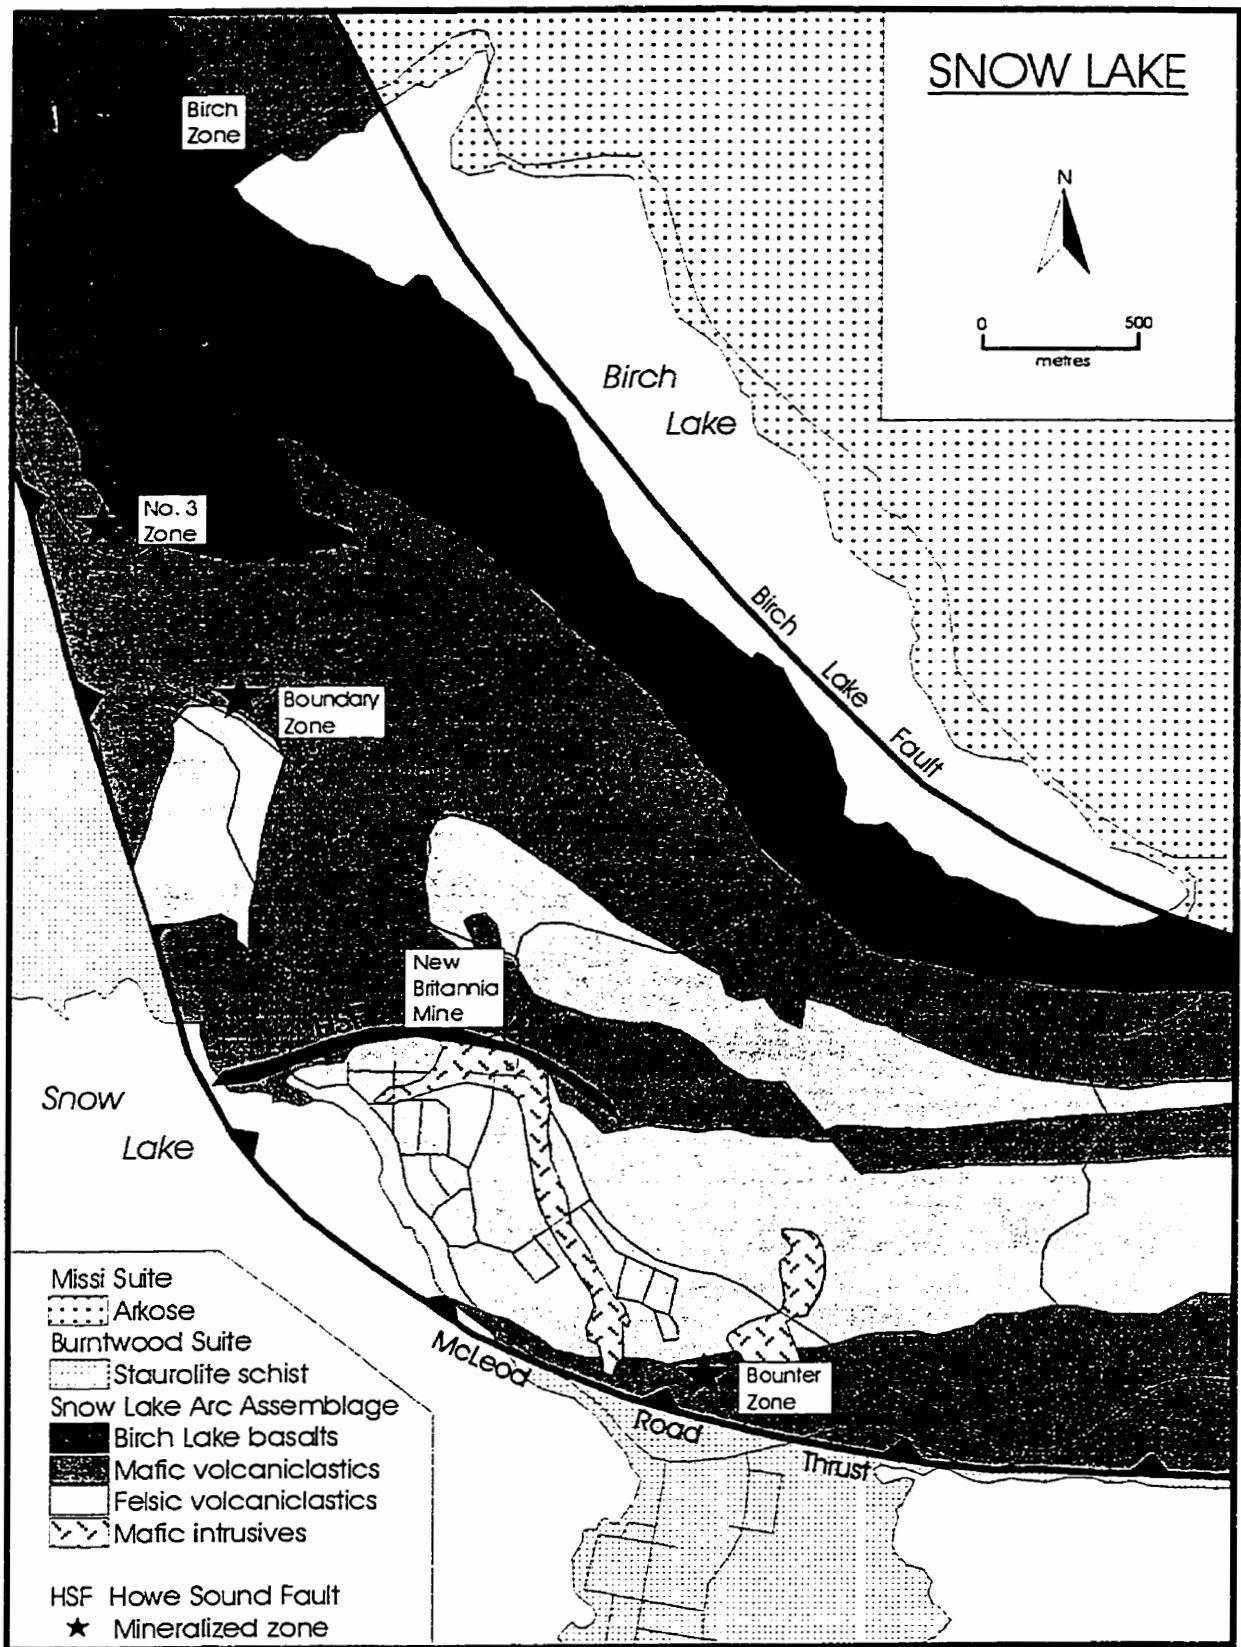 SNOW LAKE
N
0 500
metres
Birch
Zone
Birch
Lake
No. 3
Zone
Birch Lake Fault
Boundary
Zone
New
Britannia
Mine
Snow
Lake
McLeod Road Thrust
Bounter
Zone
Missi Suite
Arkose
Burntwood Suite
Staurolite schist
Snow Lake Arc Assemblage
Birch Lake basalts
Mafic volcaniclastics
Felsic volcaniclastics
Mafic intrusives
HSF Howe Sound Fault
Mineralized zone